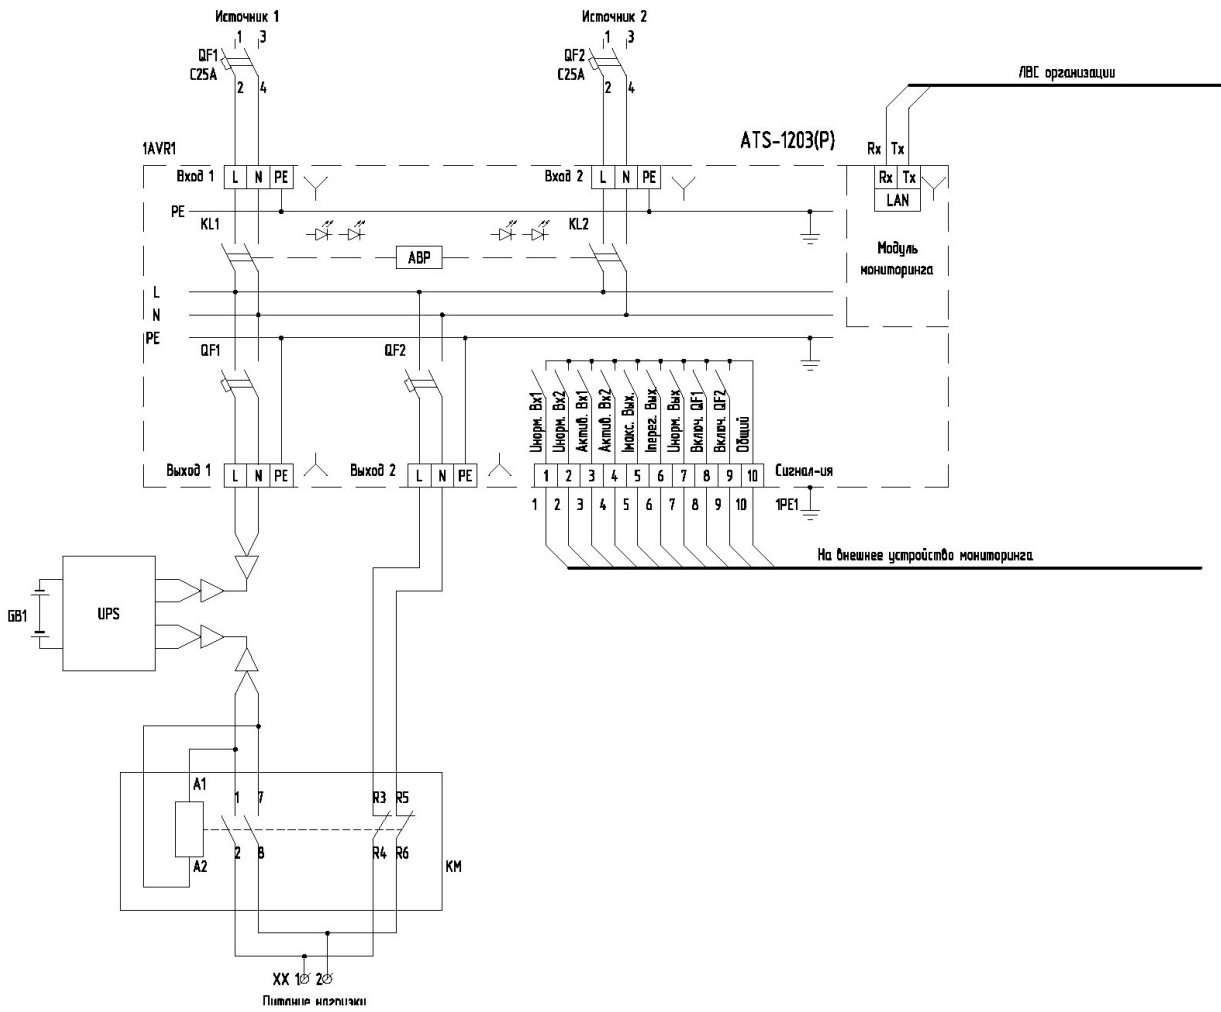 Источник 1
Источник 2
1 3
1 3
QF1
C25A
QF2
C25A
2 4
2 4
ЛВС организации
ATS-1203(P)
1AVR1
Rx Tx
Вход 1 L N PE
Вход 2 L N PE
Rx Tx
LAN
PE
KL1
KL2
АВР
Модуль
мониторинга
L
N
PE
QF1
QF2
Uнорм. Вх1
Uнорм. Вх2
Актив. Вх1
Актив. Вх2
Iмакс. Вых.
Iперег. Вых
Uнорм. Вых
Включ. QF1
Включ. QF2
Общий
Выход 1 L N PE
Выход 2 L N PE
1 2 3 4 5 6 7 8 9 10
Сигнал-ия
1 2 3 4 5 6 7 8 9 10
1PE1
На внешнее устройство мониторинга
GB1
UPS
A1
1 7
R3 R5
A2
2 8
R4 R6
KM
XX 1 2
Питание нагрузки